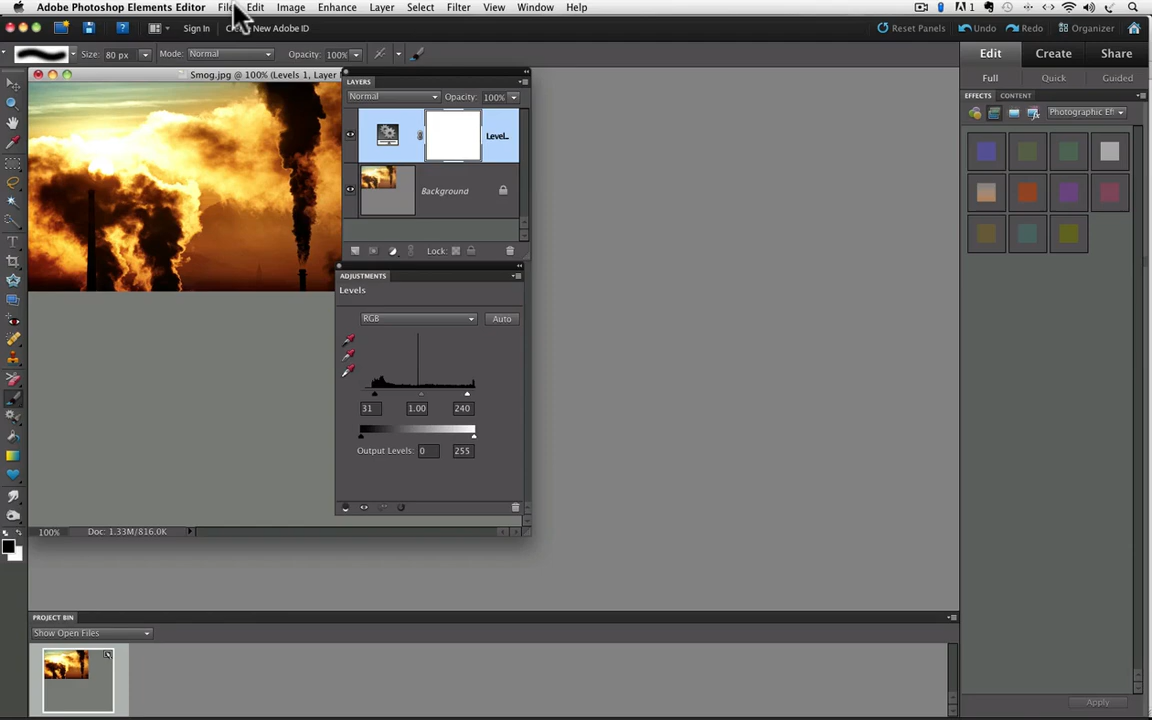 Adobe Photoshop Elements Editor File Edit Image Enhance Layer Select Filter View Window Help
1
Sign In New Adobe ID Reset Panels Undo Redo Organizer
Size: 80 px Mode: Normal Opacity: 100%
Edit Create Share
Full Quick Guided
Smog.jpg @ 100% (Levels 1, Layer
LAYERS
Normal Opacity: 100%
Level...
Background
Lock:
EFFECTS CONTENT
Photographic Eff
ADJUSTMENTS
Levels
RGB Auto
31 1.00 240
Output Levels: 0 255
100% Doc: 1.33M/816.0K
PROJECT BIN
Show Open Files
Apply